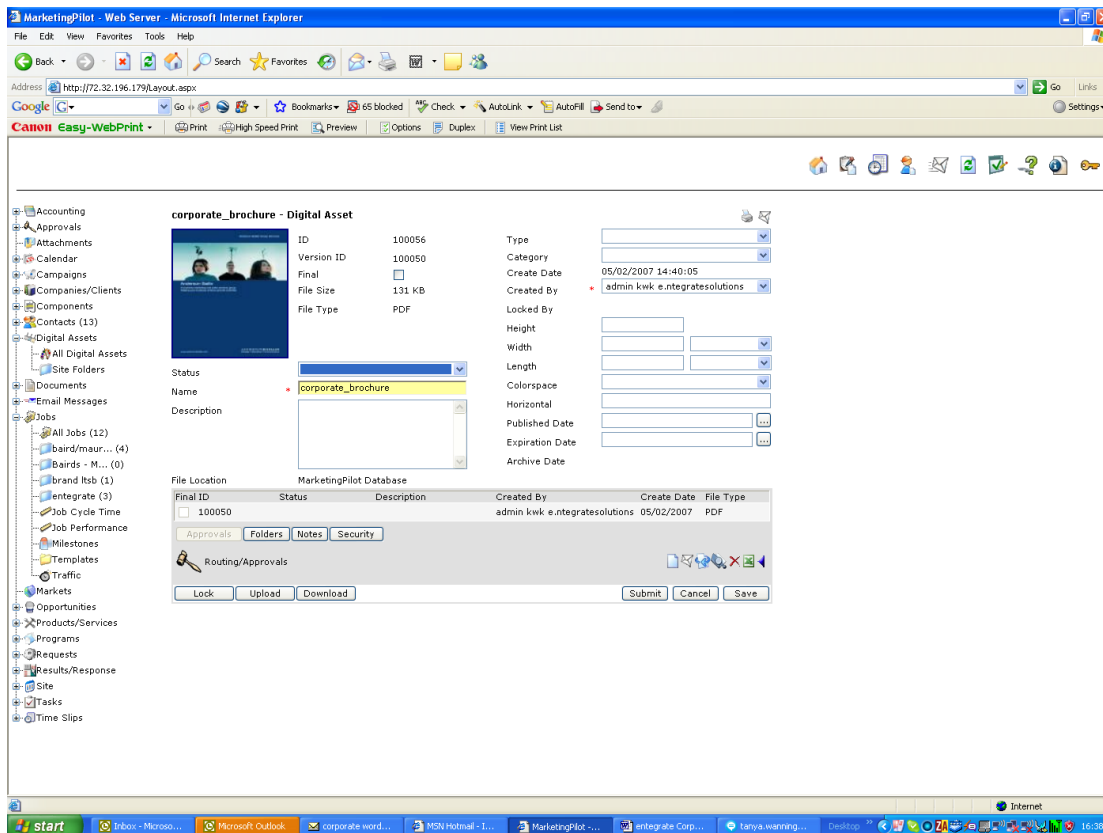 MarketingPilot - Web Server - Microsoft Internet Explorer
File Edit View Favorites Tools Help
Back Search Favorites
Address http://72.32.196.179/Layout.aspx Go Links
Google G Go Bookmarks 65 blocked Check AutoLink AutoFill Send to Settings
Canon Easy-WebPrint Print High Speed Print Preview Options Duplex View Print List
Accounting
Approvals
Attachments
Calendar
Campaigns
Companies/Clients
Components
Contacts (13)
Digital Assets
All Digital Assets
Site Folders
Documents
Email Messages
Jobs
All Jobs (12)
baird/maur... (4)
Bairds - M... (0)
brand ltsb (1)
entegrate (3)
Job Cycle Time
Job Performance
Milestones
Templates
Traffic
Markets
Opportunities
Products/Services
Programs
Requests
Results/Response
Site
Tasks
Time Slips
corporate_brochure - Digital Asset
ID 100056
Version ID 100050
Final
File Size 131 KB
File Type PDF
Status
Name * corporate_brochure
Description
Type
Category
Create Date 05/02/2007 14:40:05
Created By * admin kwk e.ntegratesolutions
Locked By
Height
Width
Length
Colorspace
Horizontal
Published Date ...
Expiration Date ...
Archive Date
File Location MarketingPilot Database
Final ID Status Description Created By Create Date File Type
100050 admin kwk e.ntegratesolutions 05/02/2007 PDF
Approvals Folders Notes Security
Routing/Approvals
Lock Upload Download Submit Cancel Save
Internet
start Inbox - Microso... Microsoft Outlook corporate word... MSN Hotmail - I... MarketingPilot -... entegrate Corp... tanya.wanning... Desktop 16:38